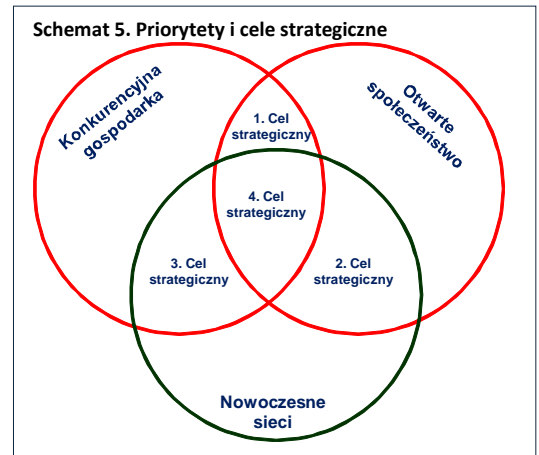 Schemat 5. Priorytety i cele strategiczne
Konkurencyjna
gospodarka
Otwarte
społeczeństwo
1. Cel
strategiczny
4. Cel
strategiczny
3. Cel
strategiczny
2. Cel
strategiczny
Nowoczesne
sieci